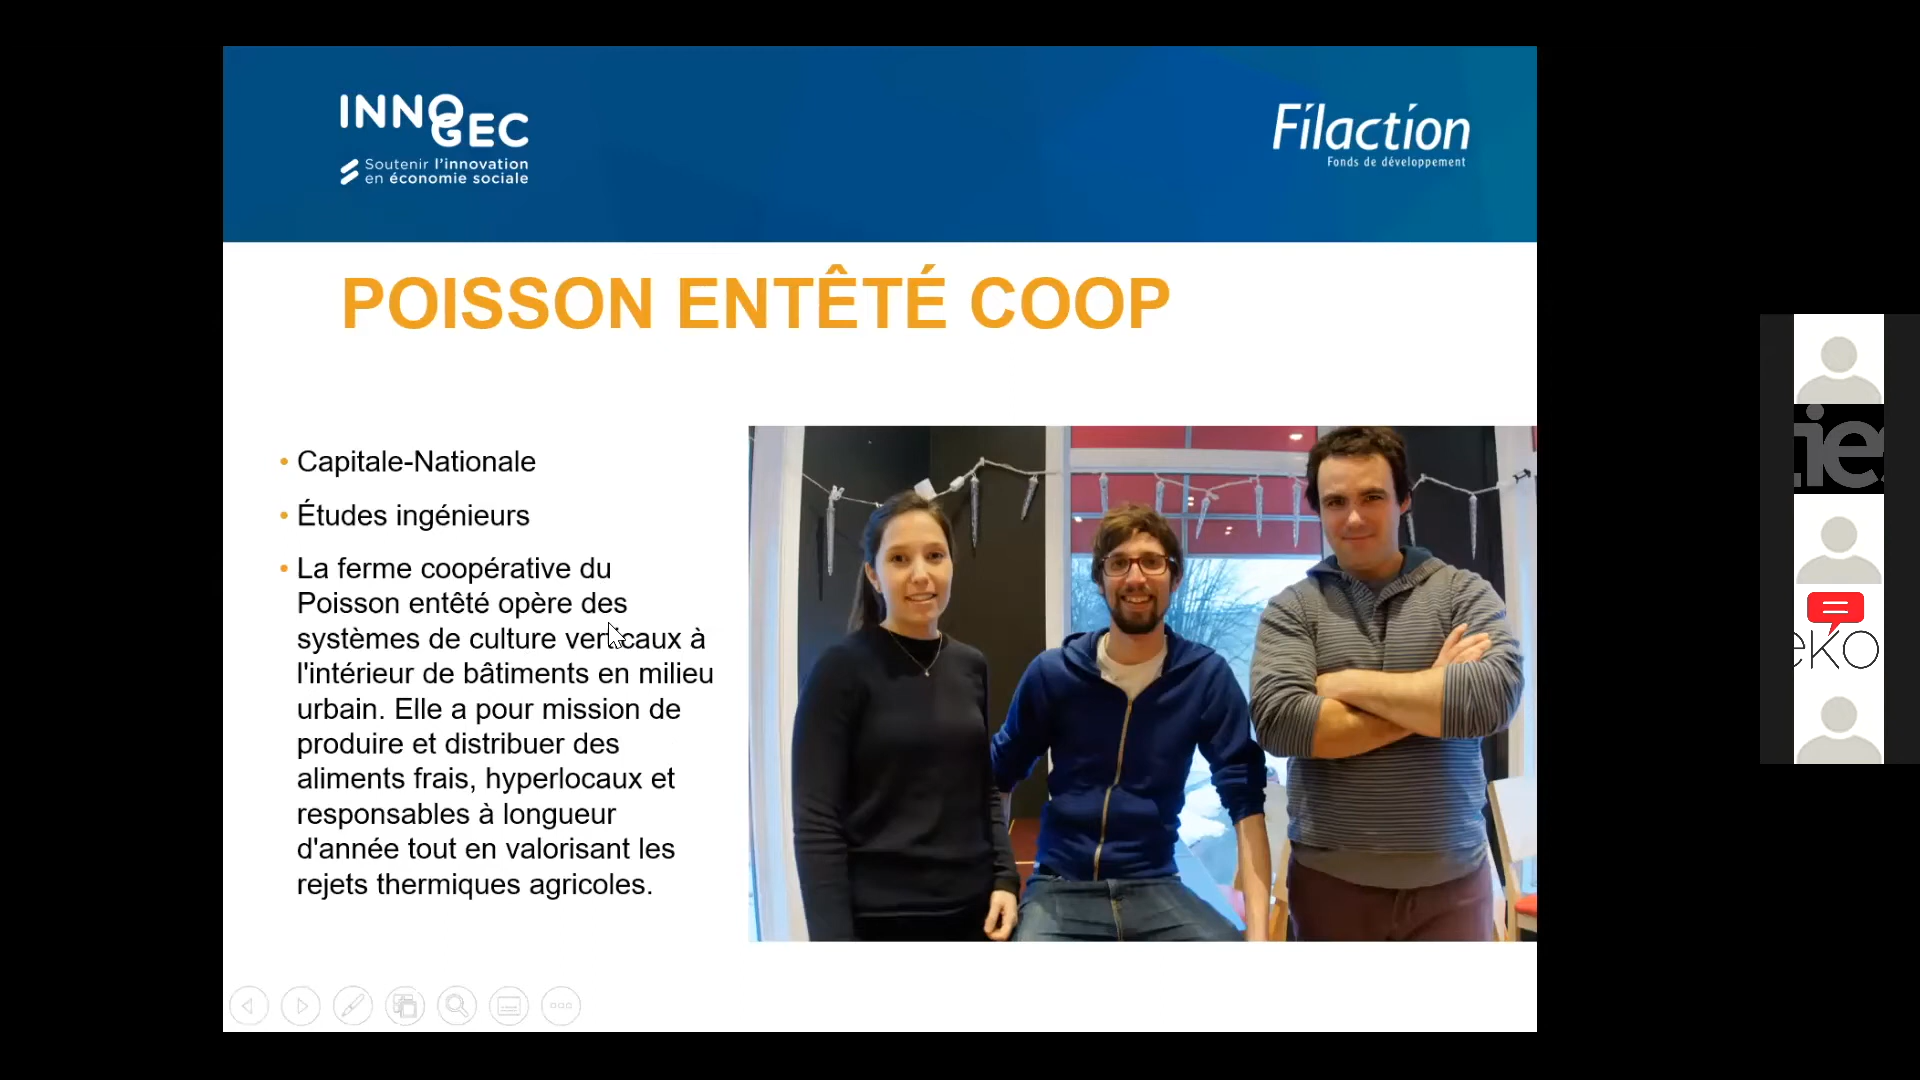 INNOGEC
Soutenir l'innovation
en économie sociale
Filaction
Fonds de développement
POISSON ENTÊTÉ COOP
• Capitale-Nationale
• Études ingénieurs
• La ferme coopérative du
Poisson entêté opère des
systèmes de culture verticaux à
l'intérieur de bâtiments en milieu
urbain. Elle a pour mission de
produire et distribuer des
aliments frais, hyperlocaux et
responsables à longueur
d'année tout en valorisant les
rejets thermiques agricoles.